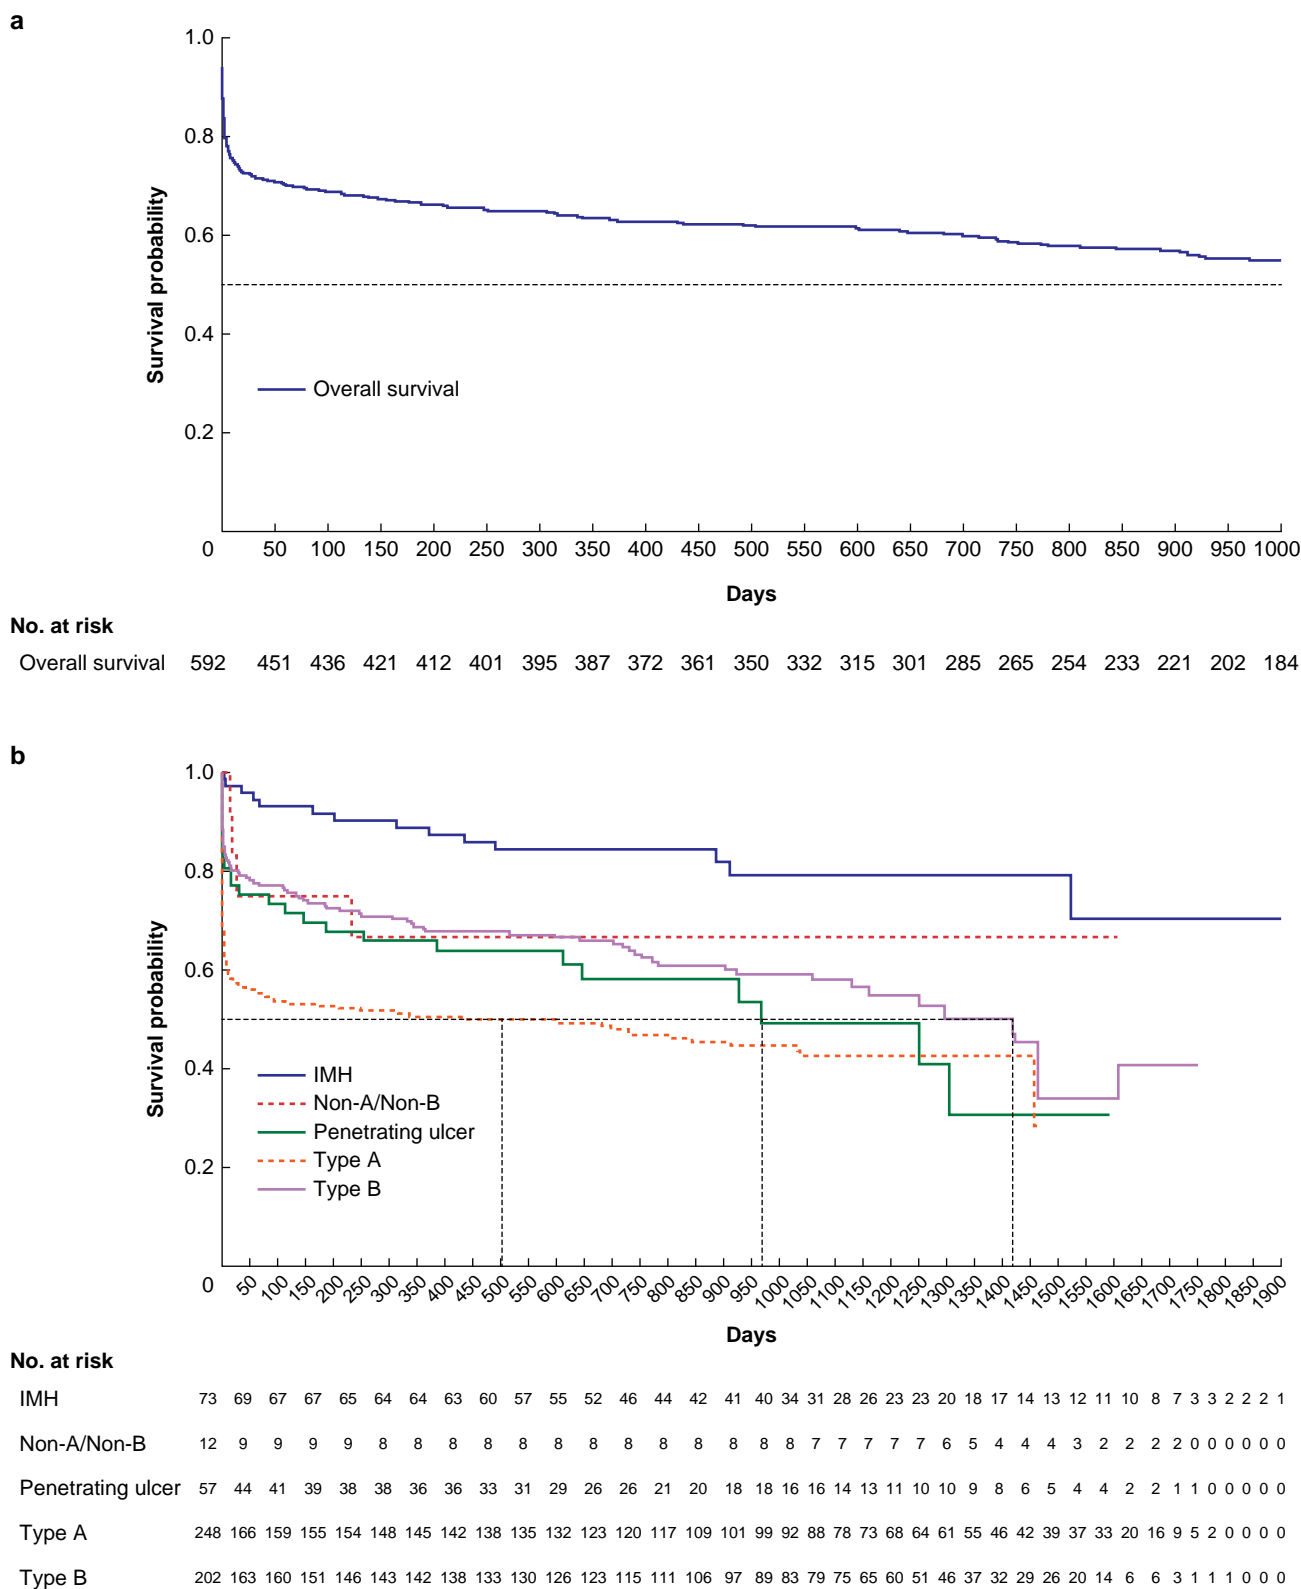 a
1.0
0.8
0.6
0.4
0.2
Survival probability
Overall survival
0 50 100 150 200 250 300 350 400 450 500 550 600 650 700 750 800 850 900 950 1000
Days
No. at risk
Overall survival 592 451 436 421 412 401 395 387 372 361 350 332 315 301 285 265 254 233 221 202 184
b
1.0
0.8
0.6
0.4
0.2
Survival probability
IMH
Non-A/Non-B
Penetrating ulcer
Type A
Type B
0 50 100 150 200 250 300 350 400 450 500 550 600 650 700 750 800 850 900 950 1000 1050 1100 1150 1200 1250 1300 1350 1400 1450 1500 1550 1600 1650 1700 1750 1800 1850 1900
Days
No. at risk
IMH 73 69 67 67 65 64 64 63 60 57 55 52 46 44 42 41 40 34 31 28 26 23 23 20 18 17 14 13 12 11 10 8 7 3 3 2 2 2 1
Non-A/Non-B 12 9 9 9 9 8 8 8 8 8 8 8 8 8 8 8 8 8 7 7 7 7 7 6 5 4 4 4 3 2 2 2 2 0 0 0 0 0 0
Penetrating ulcer 57 44 41 39 38 38 36 36 33 31 29 26 26 21 20 18 18 16 16 14 13 11 10 10 9 8 6 5 4 4 2 2 1 1 0 0 0 0 0
Type A 248 166 159 155 154 148 145 142 138 135 132 123 120 117 109 101 99 92 88 78 73 68 64 61 55 46 42 39 37 33 20 16 9 5 2 0 0 0 0
Type B 202 163 160 151 146 143 142 138 133 130 126 123 115 111 106 97 89 83 79 75 65 60 51 46 37 32 29 26 20 14 6 6 3 1 1 1 0 0 0